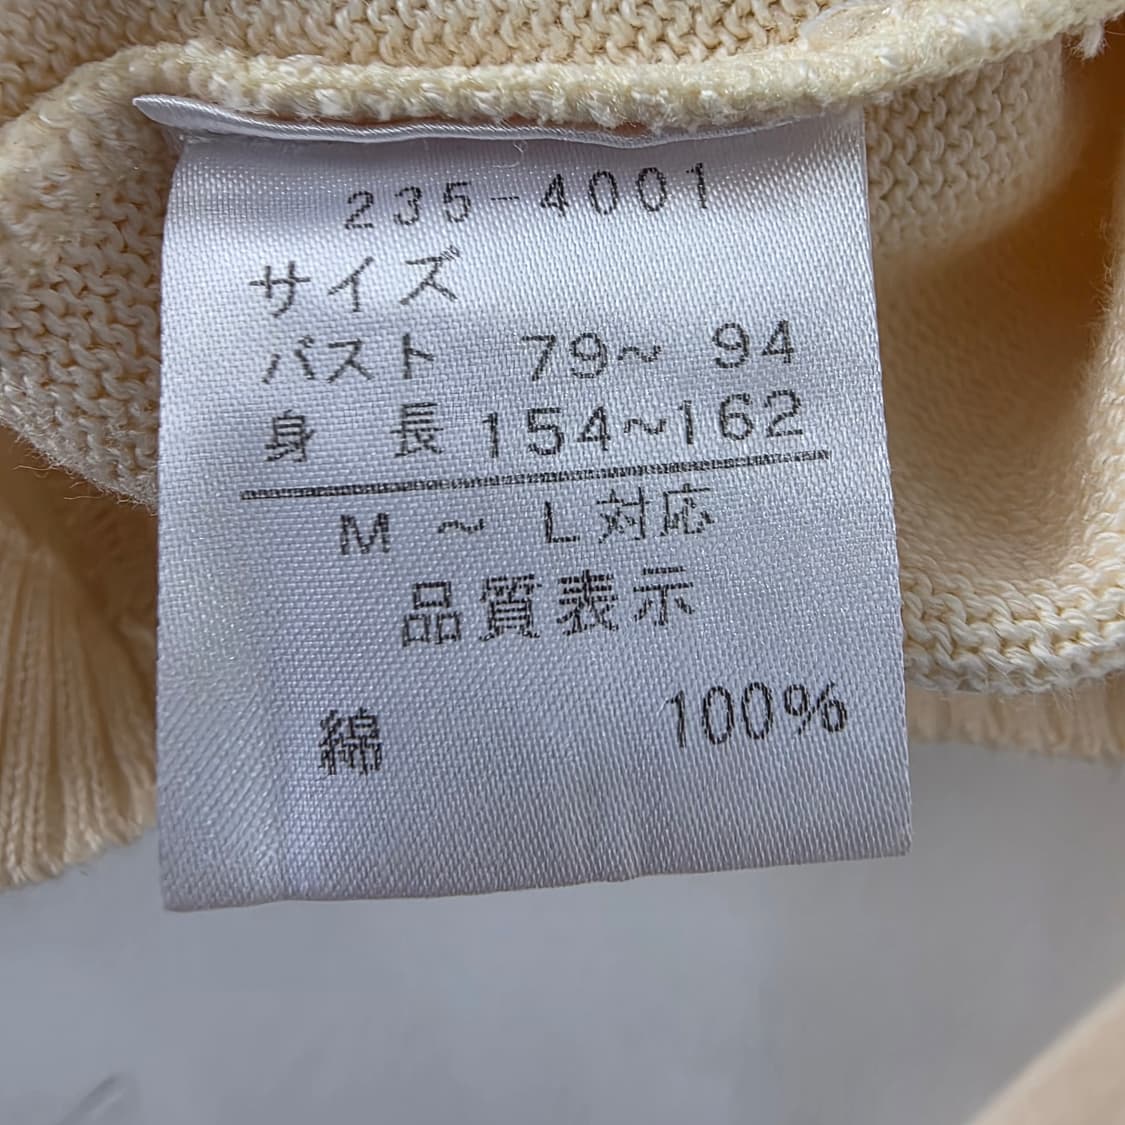 235-4001
サイズ
バスト 79～ 94
身 長 154～162
M ～ L対応
品質表示
綿 100%